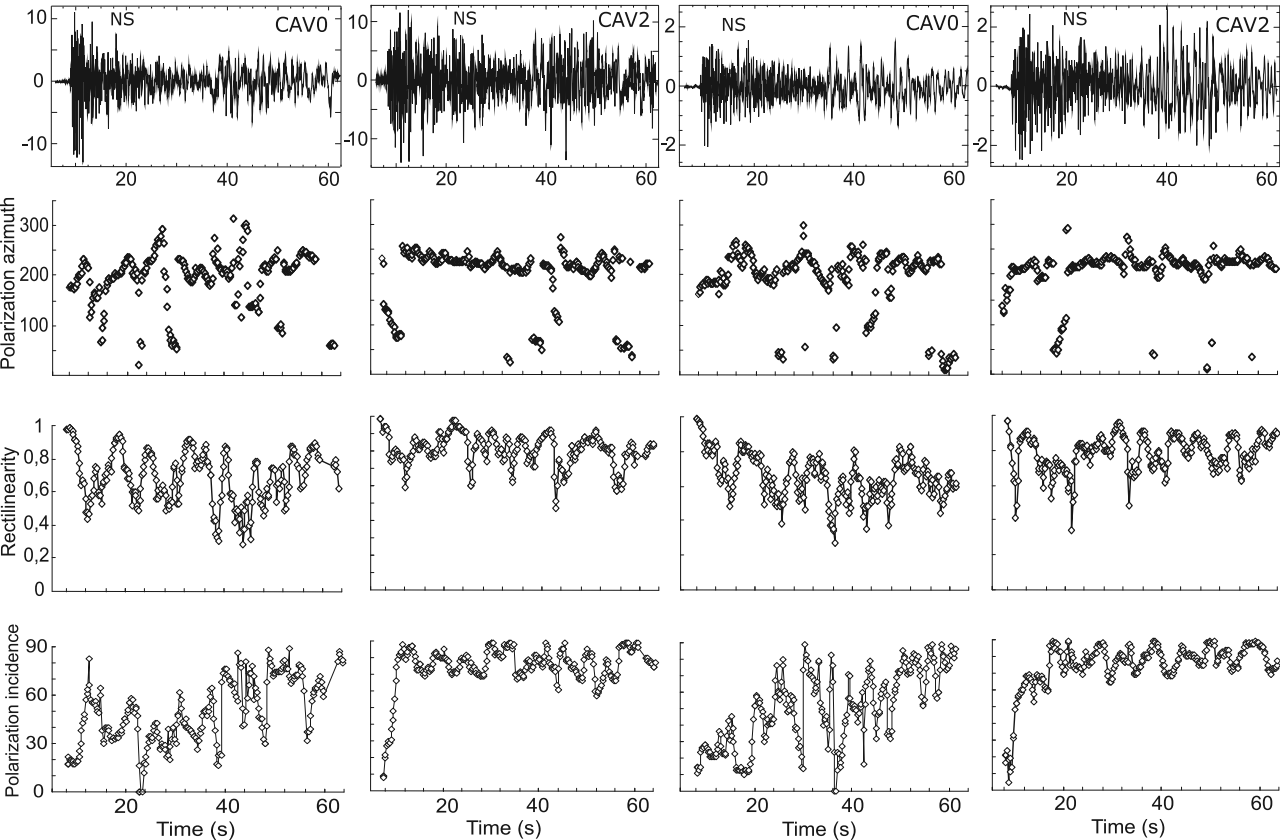 NS CAV0 NS CAV2 NS CAV0 NS CAV2
10 10 2 2
0 0 0 0
-10 -10 -2 -2
20 40 60 20 40 60 20 40 60 20 40 60
Polarization azimuth
300
200
100
Rectilinearity
1
0,8
0,6
0,4
0,2
0
Polarization incidence
90
60
30
0
20 40 60 20 40 60 20 40 60 20 40 60
Time (s) Time (s) Time (s) Time (s)